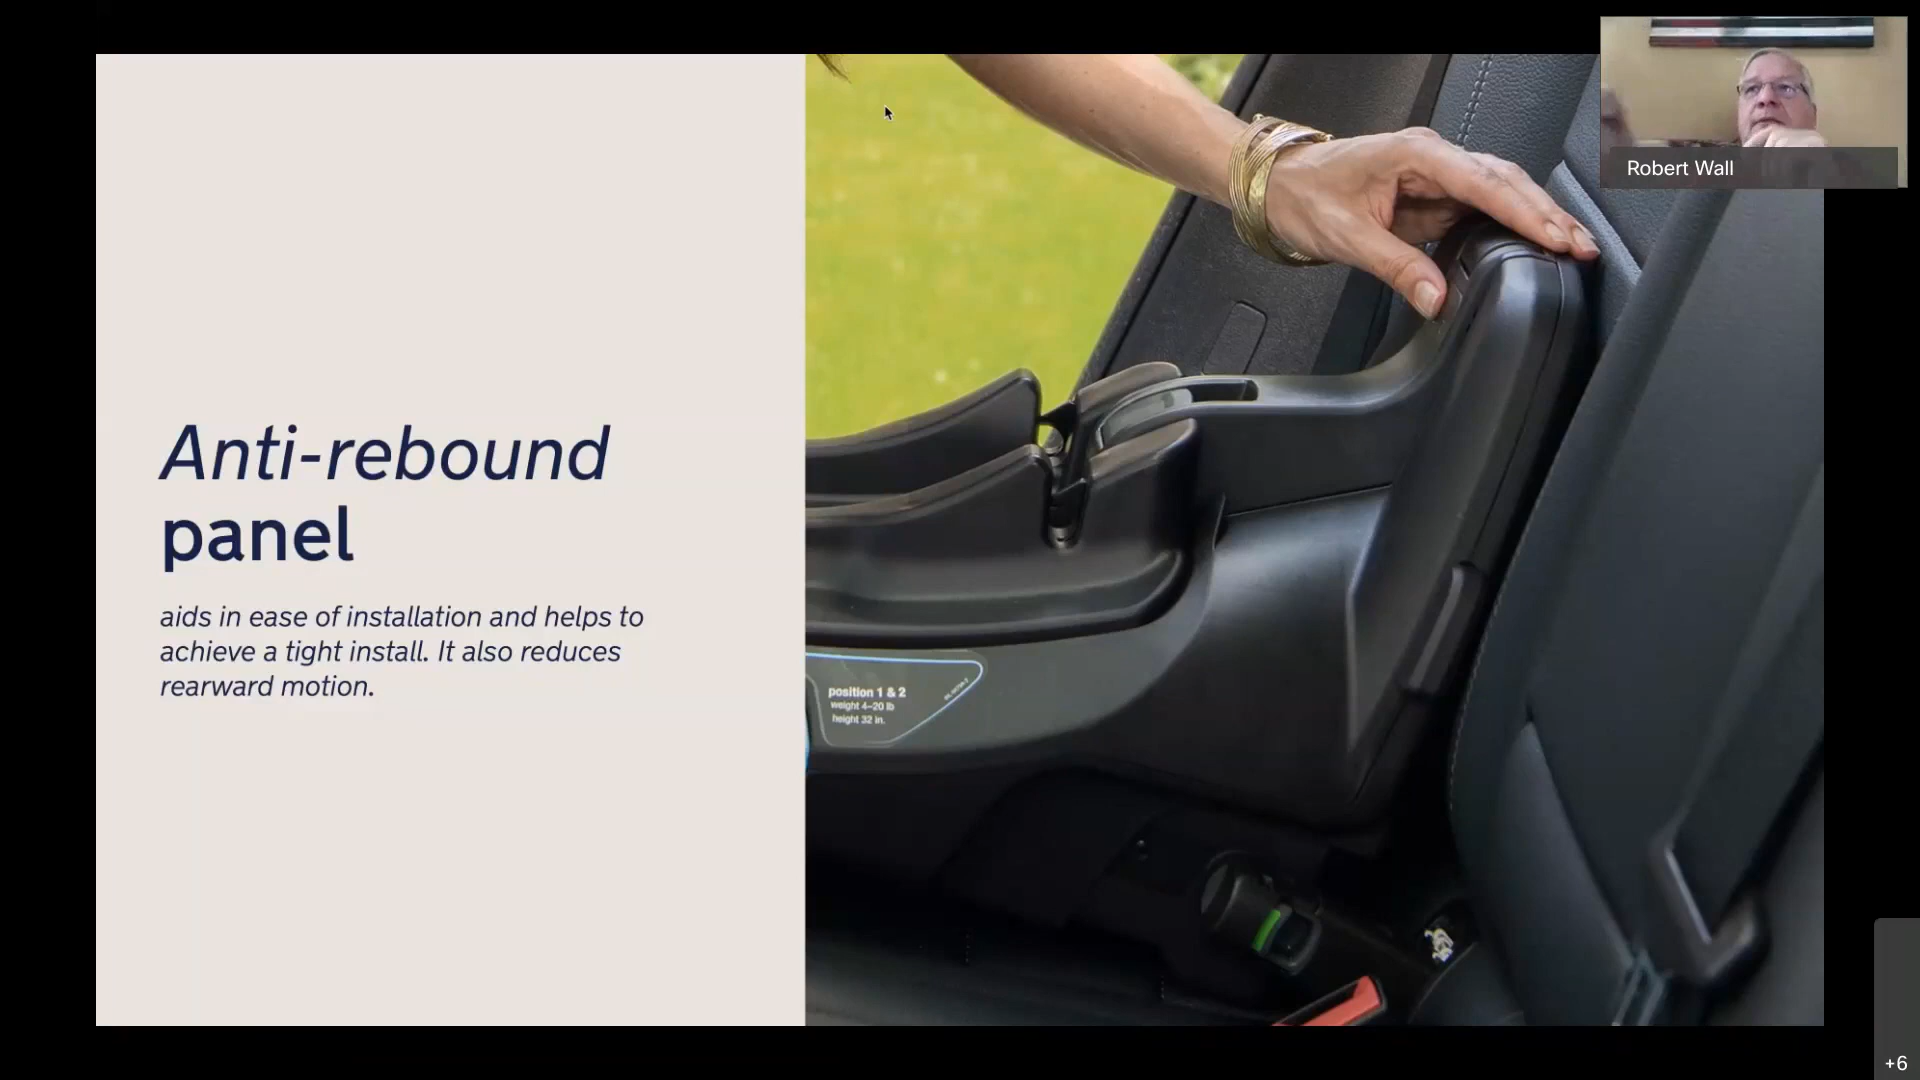 Robert Wall
Anti-rebound
panel
aids in ease of installation and helps to
achieve a tight install. It also reduces
rearward motion.
position 1 & 2
weight 4–20 lb
height 32 in.
+6